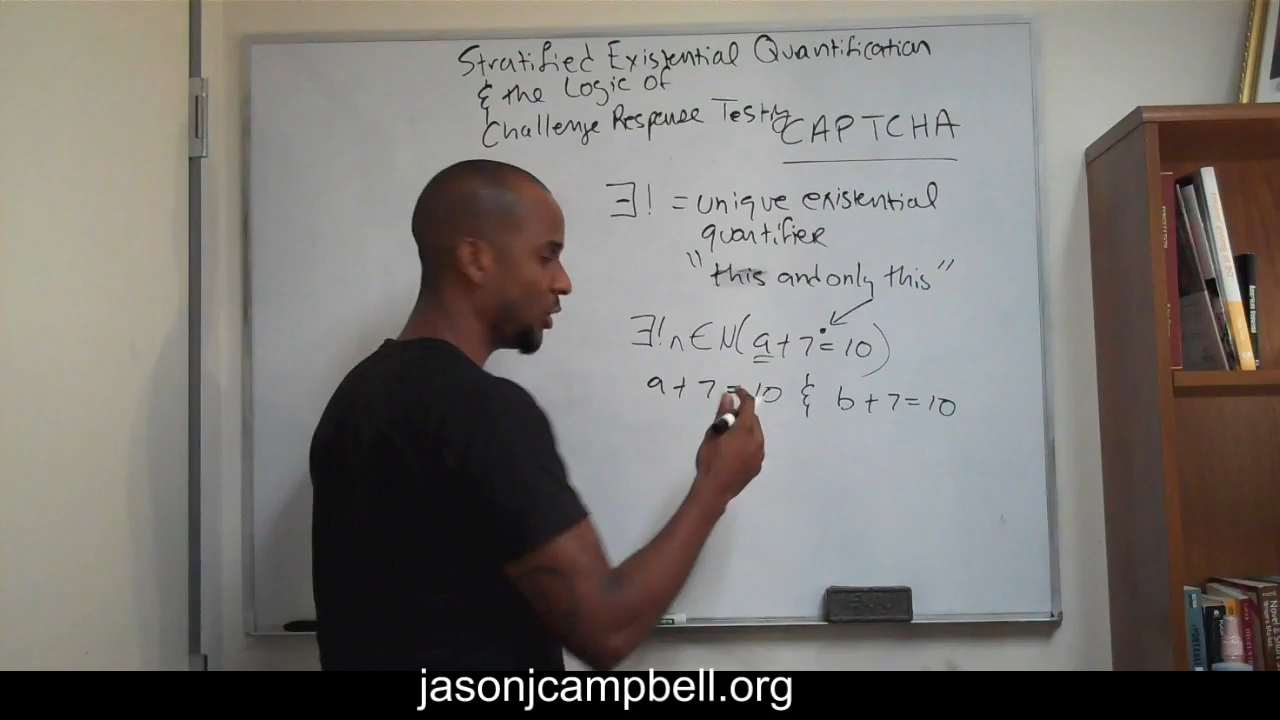 Stratified Existential Quantification
& the Logic of
Challenge Response Testing CAPTCHA
∃! = unique existential
quantifier
"this and only this"
∃!n∈N(a+7=10)
a+7=10 & b+7=10
jasonjcampbell.org